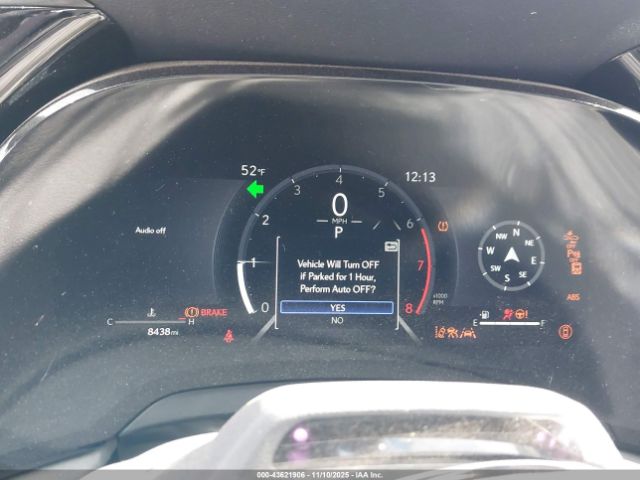 52°F
12:13
3 4 5
2 6
1 7
0 8
0
MPH
P
x1000
RPM
Audio off
Vehicle Will Turn OFF
if Parked for 1 Hour,
Perform Auto OFF?
YES
NO
N
NW NE
W E
SW SE
S
ABS
C H
BRAKE
8438 mi
E F
000-43621906 - 11/10/2025 - IAA Inc.